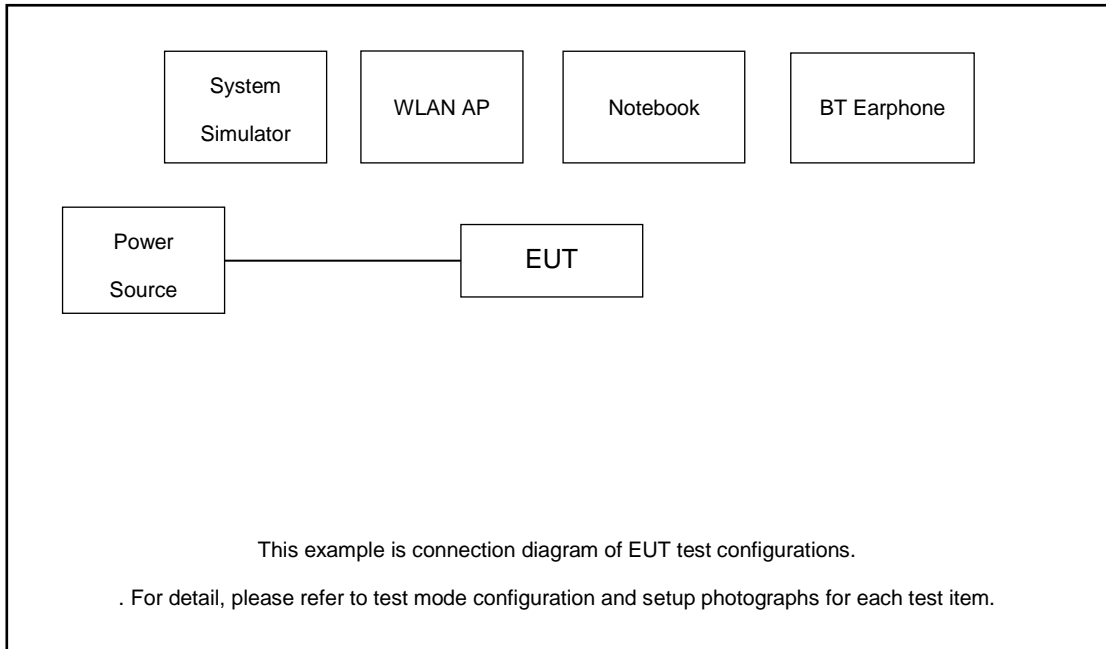 System
Simulator
WLAN AP
Notebook
BT Earphone
Power
Source
EUT
This example is connection diagram of EUT test configurations.
. For detail, please refer to test mode configuration and setup photographs for each test item.